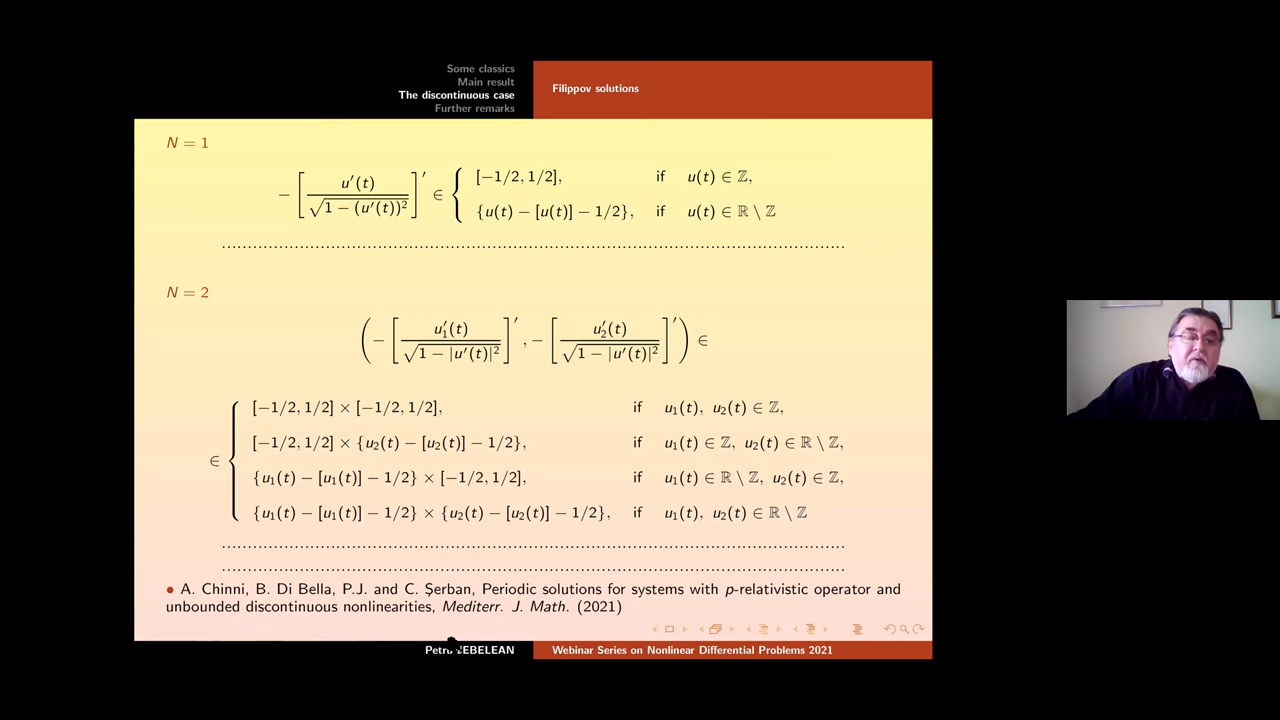 Some classics
Main result
The discontinuous case
Further remarks
Filippov solutions
N = 1
− [ u′(t) / √(1 − (u′(t))²) ]′ ∈ { [−1/2, 1/2], if u(t) ∈ ℤ,
{u(t) − [u(t)] − 1/2}, if u(t) ∈ ℝ \ ℤ
N = 2
( − [ u′₁(t) / √(1 − |u′(t)|²) ]′, − [ u′₂(t) / √(1 − |u′(t)|²) ]′ ) ∈
∈ { [−1/2, 1/2] × [−1/2, 1/2], if u₁(t), u₂(t) ∈ ℤ,
[−1/2, 1/2] × {u₂(t) − [u₂(t)] − 1/2}, if u₁(t) ∈ ℤ, u₂(t) ∈ ℝ \ ℤ,
{u₁(t) − [u₁(t)] − 1/2} × [−1/2, 1/2], if u₁(t) ∈ ℝ \ ℤ, u₂(t) ∈ ℤ,
{u₁(t) − [u₁(t)] − 1/2} × {u₂(t) − [u₂(t)] − 1/2}, if u₁(t), u₂(t) ∈ ℝ \ ℤ
• A. Chinni, B. Di Bella, P.J. and C. Şerban, Periodic solutions for systems with p-relativistic operator and
unbounded discontinuous nonlinearities, Mediterr. J. Math. (2021)
Webinar Series on Nonlinear Differential Problems 2021